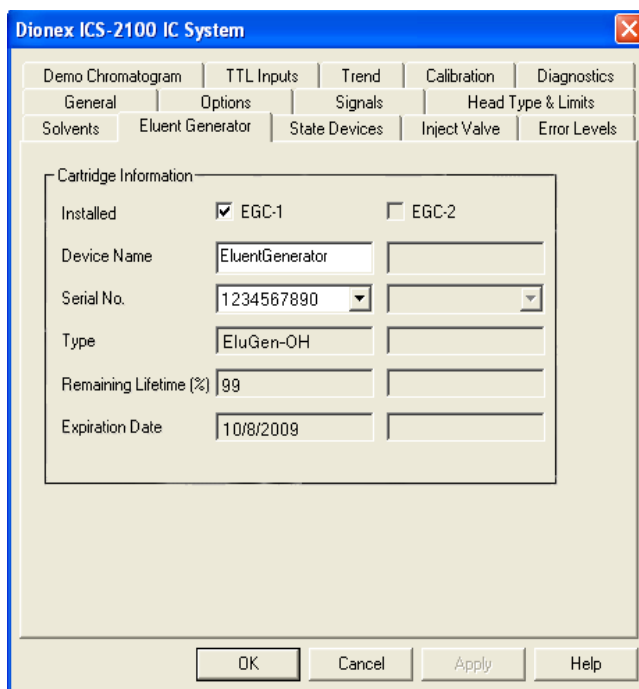 Dionex ICS-2100 IC System
Demo Chromatogram TTL Inputs Trend Calibration Diagnostics
General Options Signals Head Type & Limits
Solvents Eluent Generator State Devices Inject Valve Error Levels
Cartridge Information
Installed EGC-1 EGC-2
Device Name EluentGenerator
Serial No. 1234567890
Type EluGen-OH
Remaining Lifetime (%) 99
Expiration Date 10/8/2009
OK Cancel Apply Help